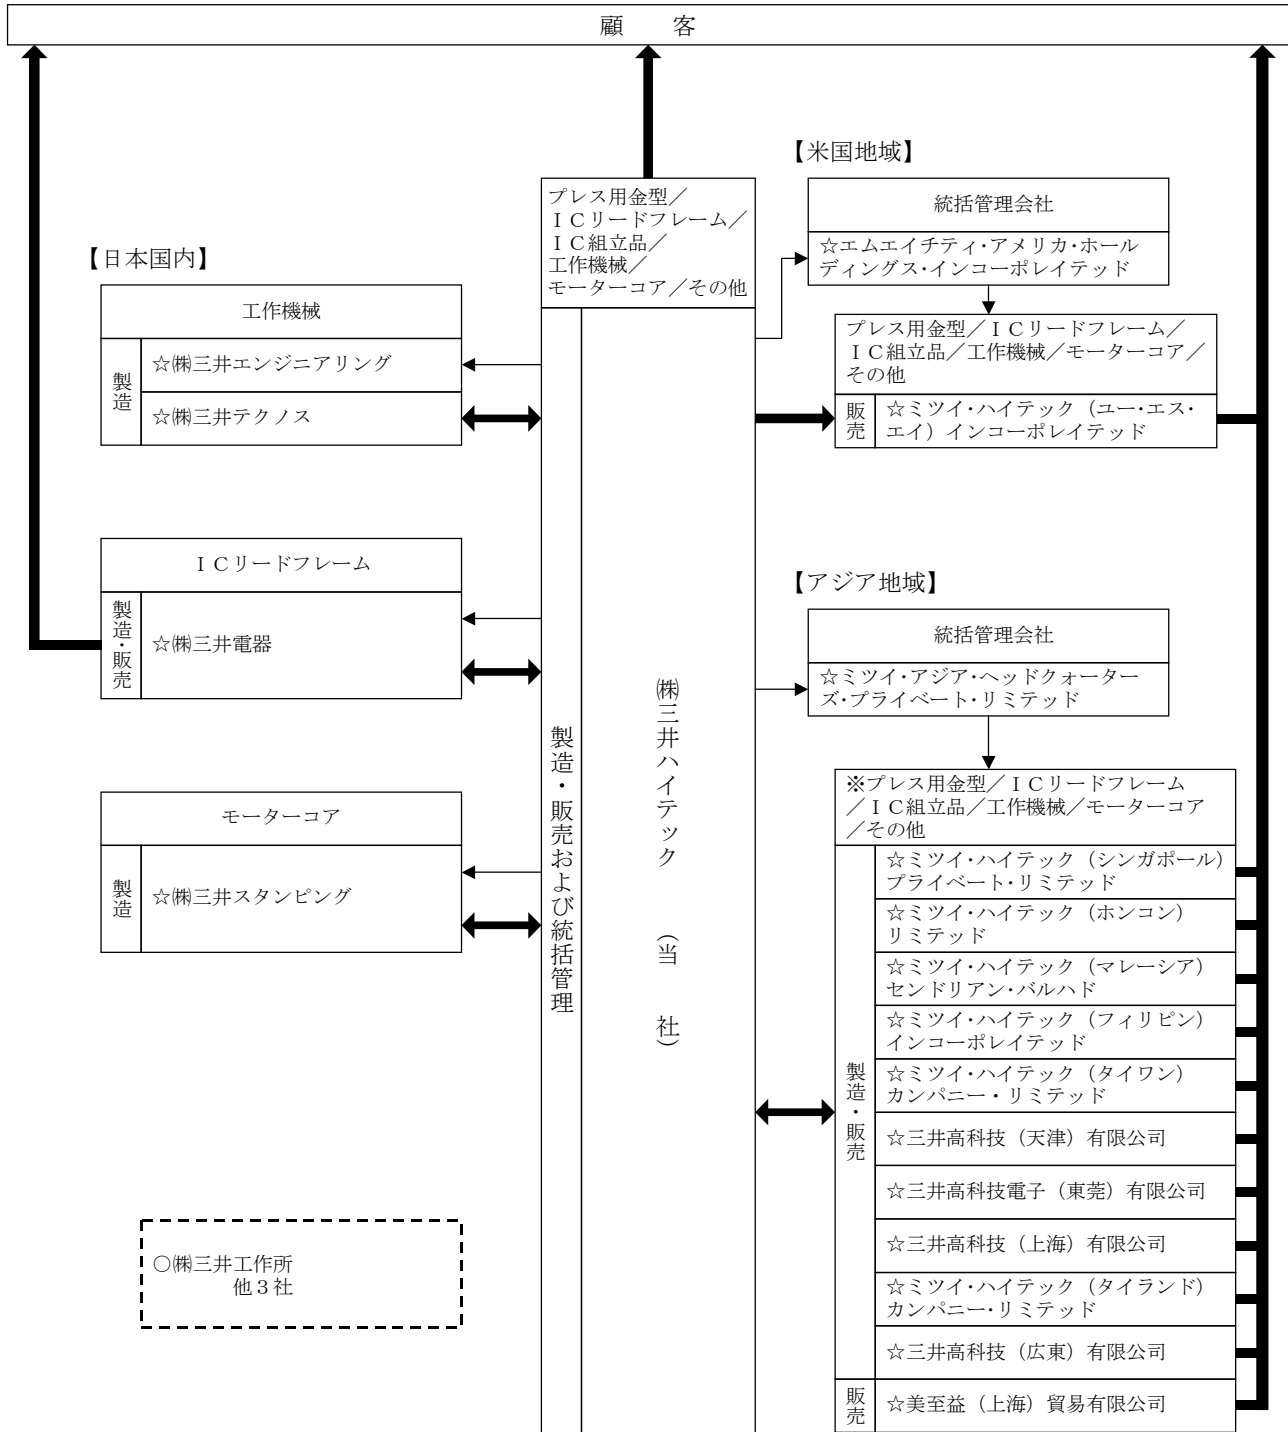 顧　　客
【日本国内】
工作機械
製造
☆㈱三井エンジニアリング
☆㈱三井テクノス
ＩＣリードフレーム
製造・販売
☆㈱三井電器
モーターコア
製造
☆㈱三井スタンピング
○㈱三井工作所
他３社
プレス用金型／
ＩＣリードフレーム／
ＩＣ組立品／
工作機械／
モーターコア／その他
製造・販売および統括管理
㈱三井ハイテック　（当　社）
【米国地域】
統括管理会社
☆エムエイチティ・アメリカ・ホール
ディングス・インコーポレイテッド
プレス用金型／ＩＣリードフレーム／
ＩＣ組立品／工作機械／モーターコア／
その他
販売
☆ミツイ・ハイテック（ユー・エス・
エイ）インコーポレイテッド
【アジア地域】
統括管理会社
☆ミツイ・アジア・ヘッドクォーター
ズ・プライベート・リミテッド
※プレス用金型／ＩＣリードフレーム
／ＩＣ組立品／工作機械／モーターコア
／その他
製造・販売
☆ミツイ・ハイテック（シンガポール）
プライベート・リミテッド
☆ミツイ・ハイテック（ホンコン）
リミテッド
☆ミツイ・ハイテック（マレーシア）
センドリアン・バルハド
☆ミツイ・ハイテック（フィリピン）
インコーポレイテッド
☆ミツイ・ハイテック（タイワン）
カンパニー・リミテッド
☆三井高科技（天津）有限公司
☆三井高科技電子（東莞）有限公司
☆三井高科技（上海）有限公司
☆ミツイ・ハイテック（タイランド）
カンパニー・リミテッド
☆三井高科技（広東）有限公司
販売
☆美至益（上海）貿易有限公司